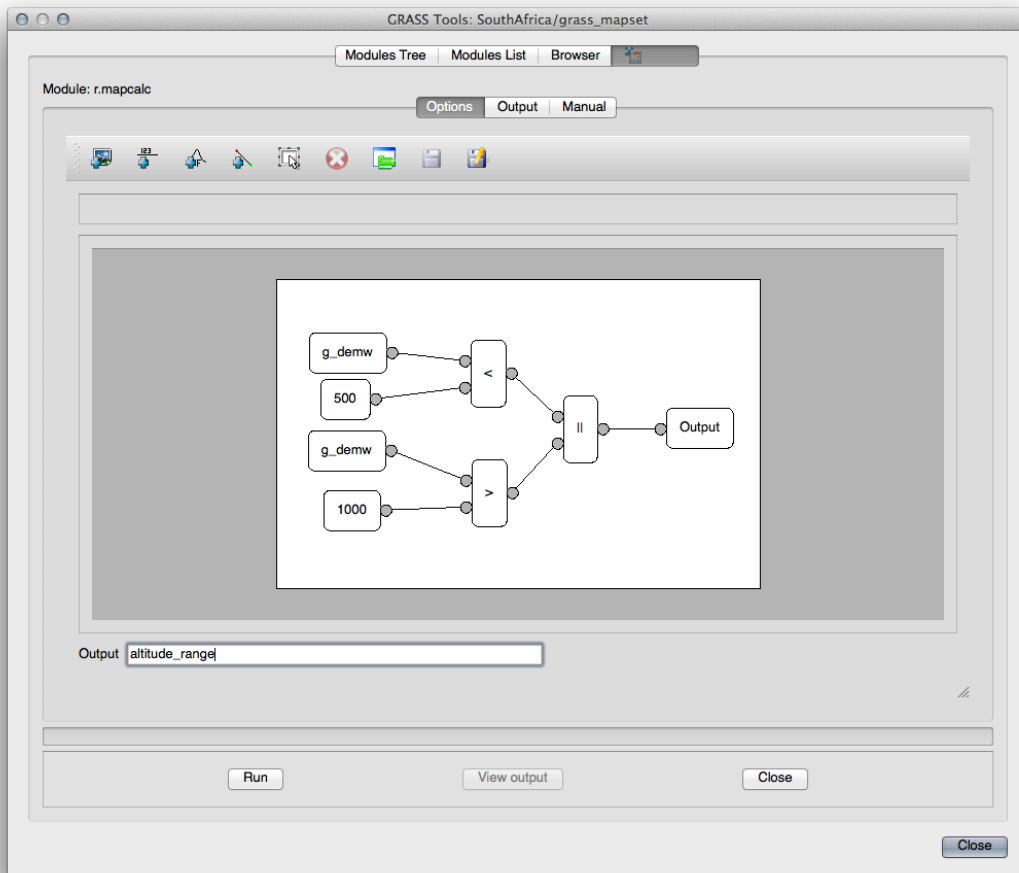 GRASS Tools: SouthAfrica/grass_mapset
Modules Tree Modules List Browser
Module: r.mapcalc
Options Output Manual
123
F
g_demw
<
500
||
Output
g_demw
>
1000
Output altitude_range
Run View output Close
Close